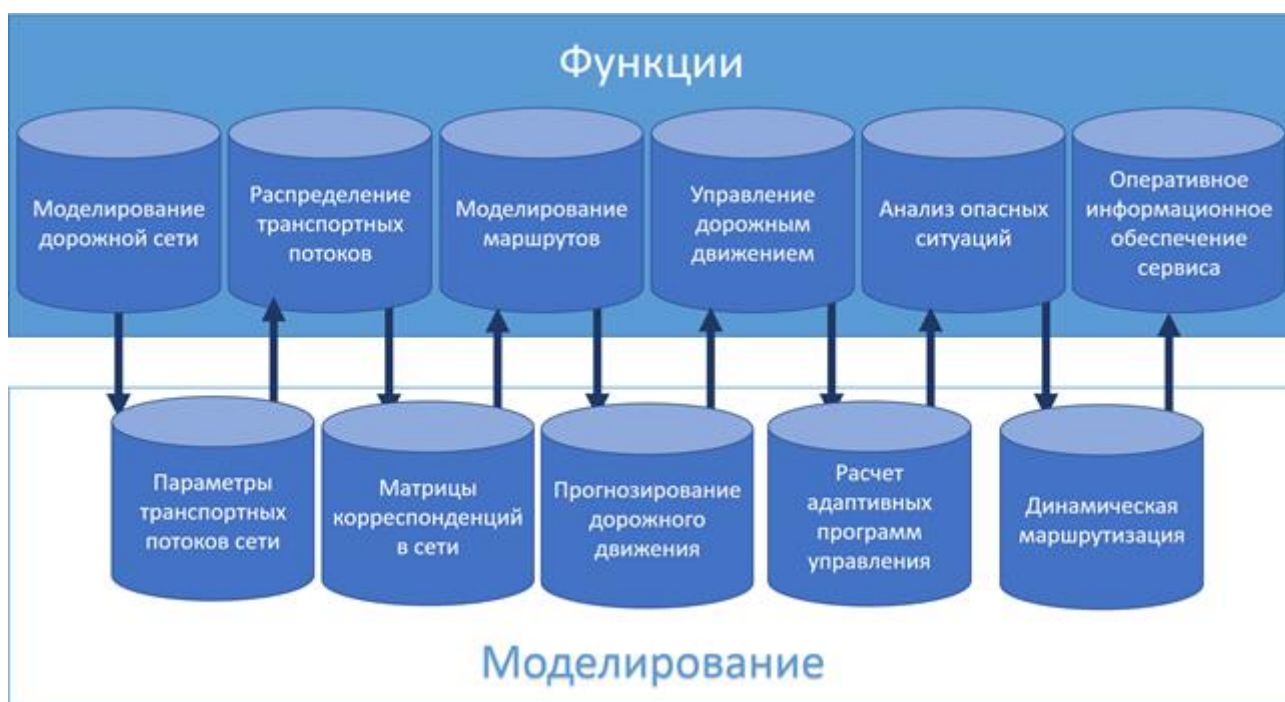 Функции
Моделирование
дорожной сети
Распределение
транспортных
потоков
Моделирование
маршрутов
Управление
дорожным
движением
Анализ опасных
ситуаций
Оперативное
информационное
обеспечение
сервиса
Параметры
транспортных
потоков сети
Матрицы
корреспонденций
в сети
Прогнозирование
дорожного
движения
Расчет
адаптивных
программ
управления
Динамическая
маршрутизация
Моделирование